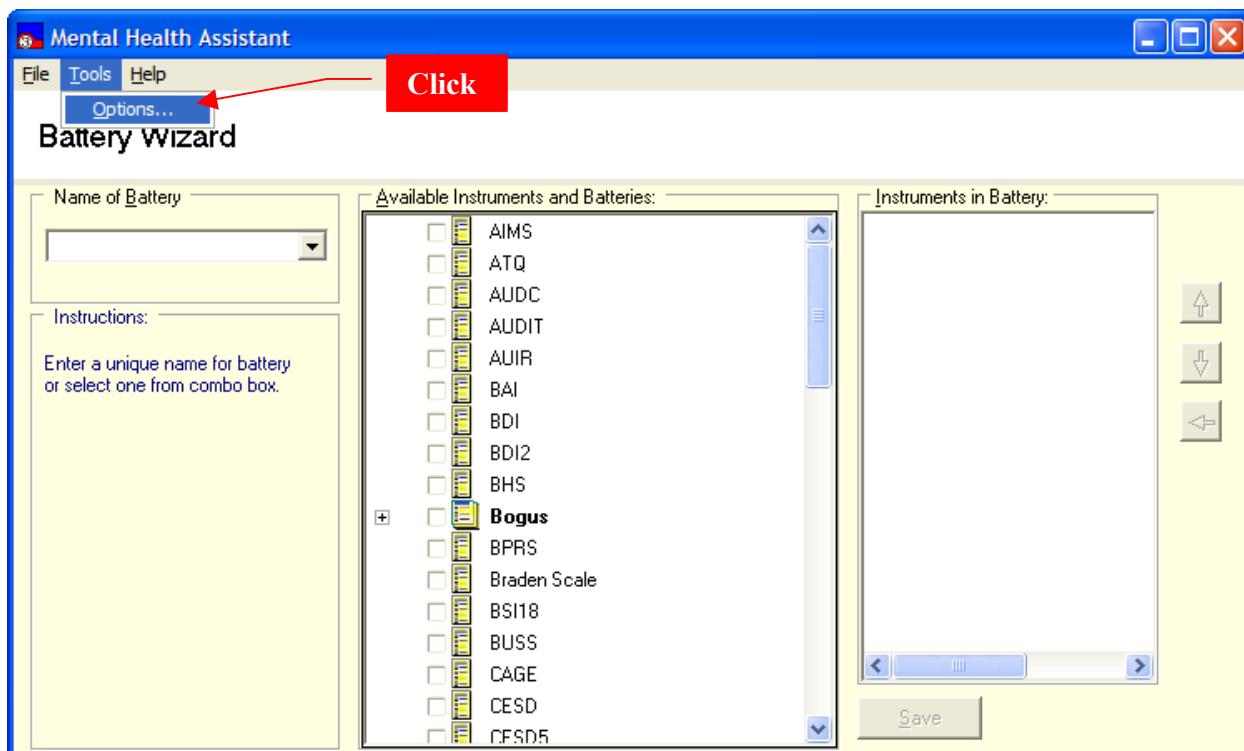 Mental Health Assistant
File Tools Help
Click
Options...
Battery Wizard
Name of Battery
Instructions:
Enter a unique name for battery
or select one from combo box.
Available Instruments and Batteries:
AIMS
ATQ
AUDC
AUDIT
AUIR
BAI
BDI
BDI2
BHS
Bogus
BPRS
Braden Scale
BSI18
BUSS
CAGE
CESD
CESD5
Instruments in Battery:
Save